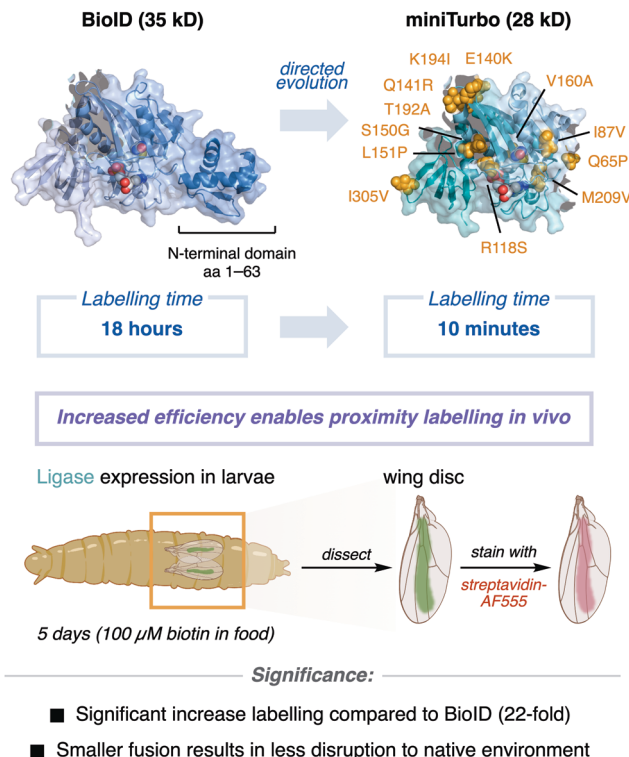 BioID (35 kD)
miniTurbo (28 kD)
directed
evolution
K194I
E140K
Q141R
V160A
T192A
S150G
I87V
L151P
Q65P
I305V
M209V
R118S
N-terminal domain
aa 1–63
Labelling time
18 hours
Labelling time
10 minutes
Increased efficiency enables proximity labelling in vivo
Ligase expression in larvae
wing disc
dissect
stain with
streptavidin-
AF555
5 days (100 µM biotin in food)
Significance:
■ Significant increase labelling compared to BioID (22-fold)
■ Smaller fusion results in less disruption to native environment